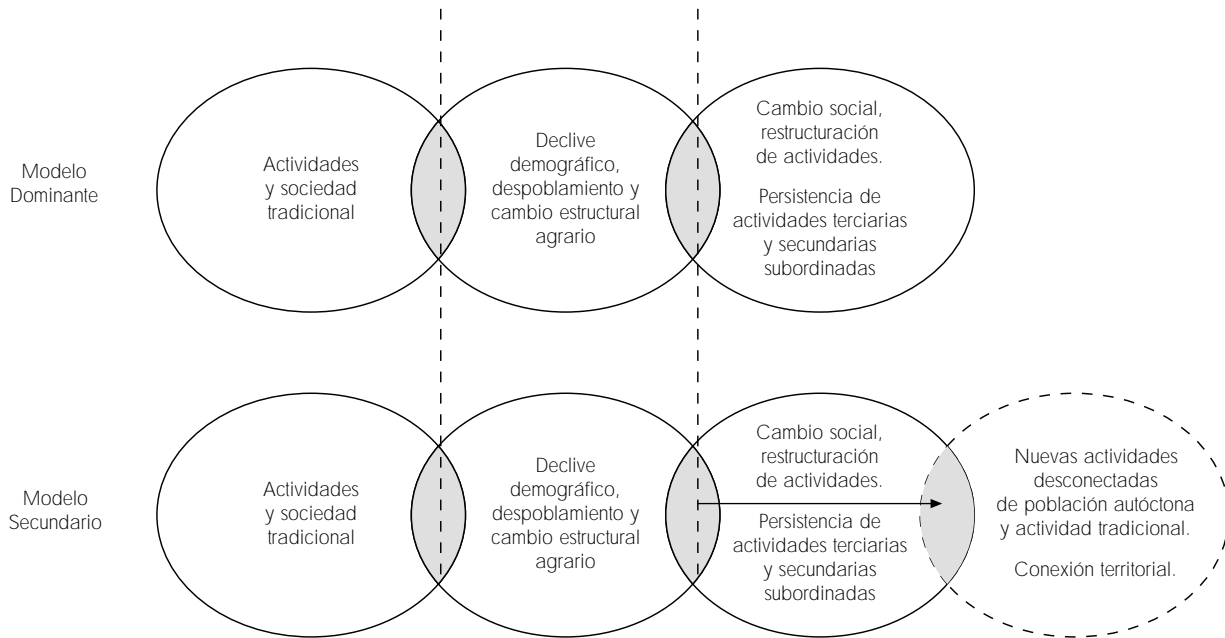 Modelo
Dominante
Actividades
y sociedad
tradicional
Declive
demográfico,
despoblamiento y
cambio estructural
agrario
Cambio social,
restructuración
de actividades.
Persistencia de
actividades terciarias
y secundarias
subordinadas
Modelo
Secundario
Actividades
y sociedad
tradicional
Declive
demográfico,
despoblamiento y
cambio estructural
agrario
Cambio social,
restructuración
de actividades.
Persistencia de
actividades terciarias
y secundarias
subordinadas
Nuevas actividades
desconectadas
de población autóctona
y actividad tradicional.
Conexión territorial.